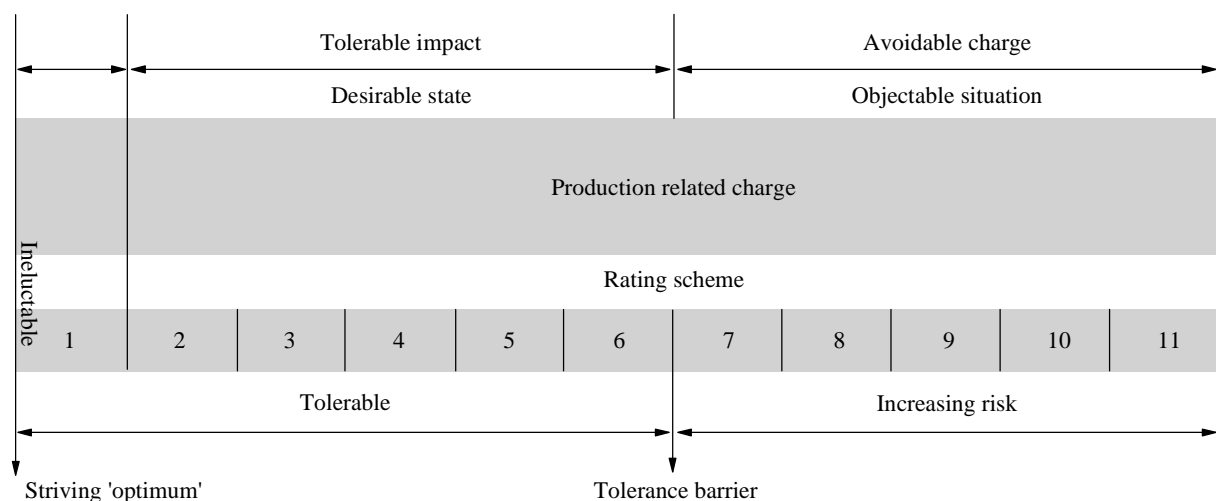 Tolerable impact
Avoidable charge
Desirable state
Objectable situation
Production related charge
Ineluctable
Rating scheme
1 2 3 4 5 6 7 8 9 10 11
Tolerable
Increasing risk
Striving 'optimum'
Tolerance barrier